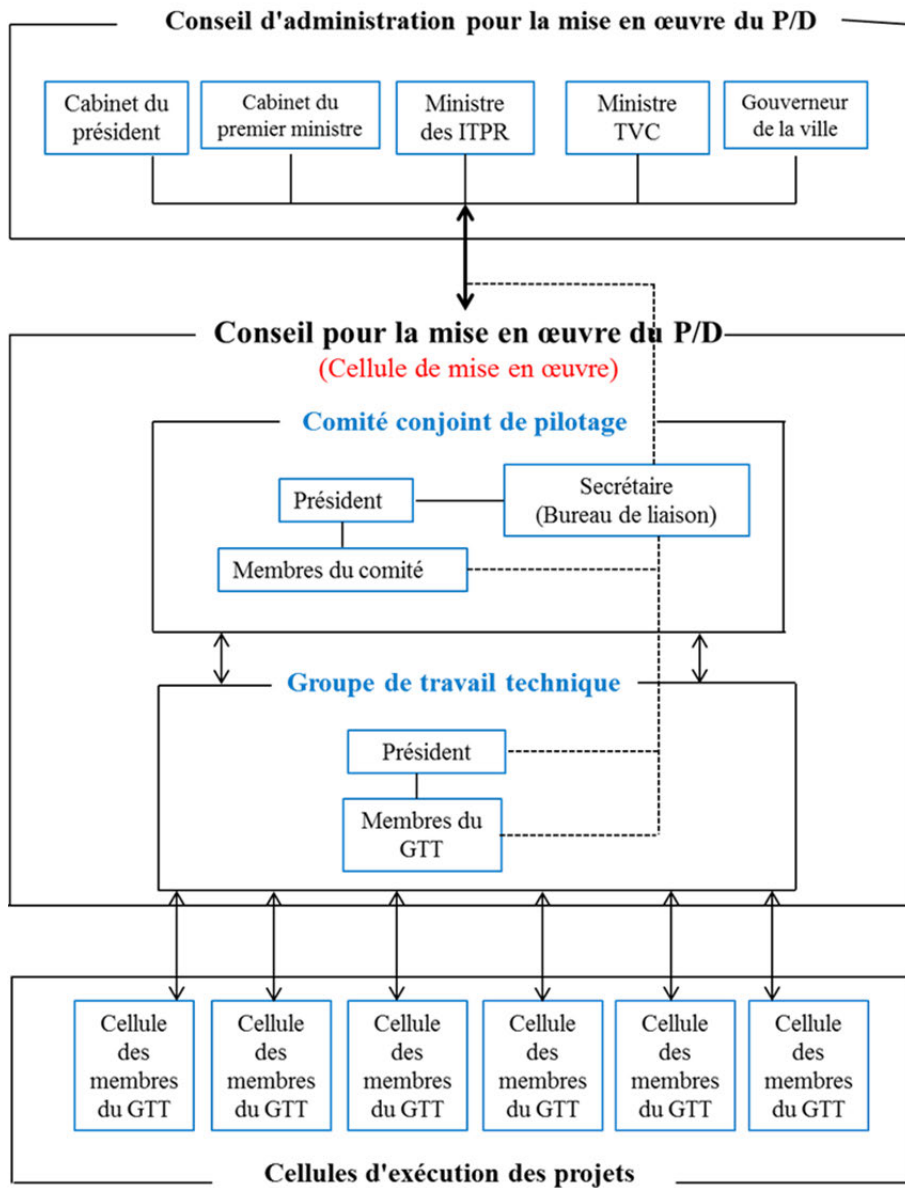 Conseil d'administration pour la mise en œuvre du P/D
Cabinet du
président
Cabinet du
premier ministre
Ministre
des ITPR
Ministre
TVC
Gouverneur
de la ville
Conseil pour la mise en œuvre du P/D
(Cellule de mise en œuvre)
Comité conjoint de pilotage
Président
Secrétaire
(Bureau de liaison)
Membres du comité
Groupe de travail technique
Président
Membres du
GTT
Cellule
des
membres
du GTT
Cellule
des
membres
du GTT
Cellule
des
membres
du GTT
Cellule
des
membres
du GTT
Cellule
des
membres
du GTT
Cellule
des
membres
du GTT
Cellules d'exécution des projets